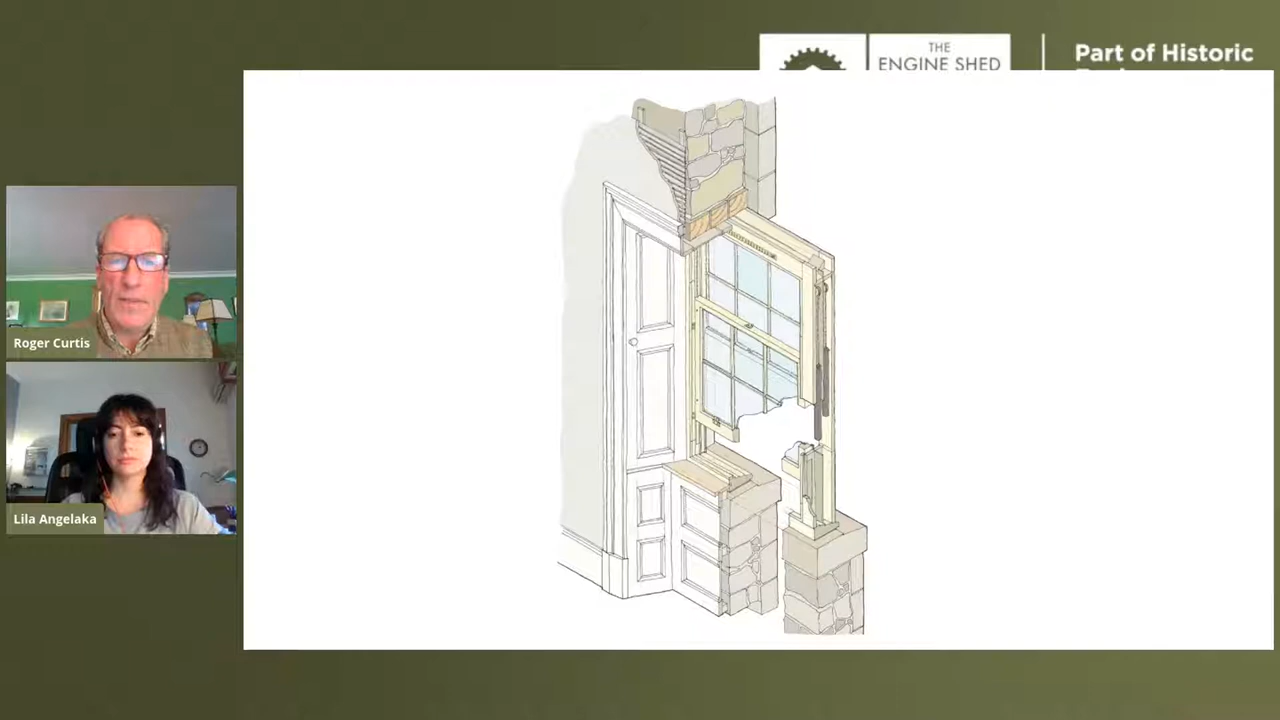 THE
ENGINE SHED
Part of Historic
Roger Curtis
Lila Angelaka